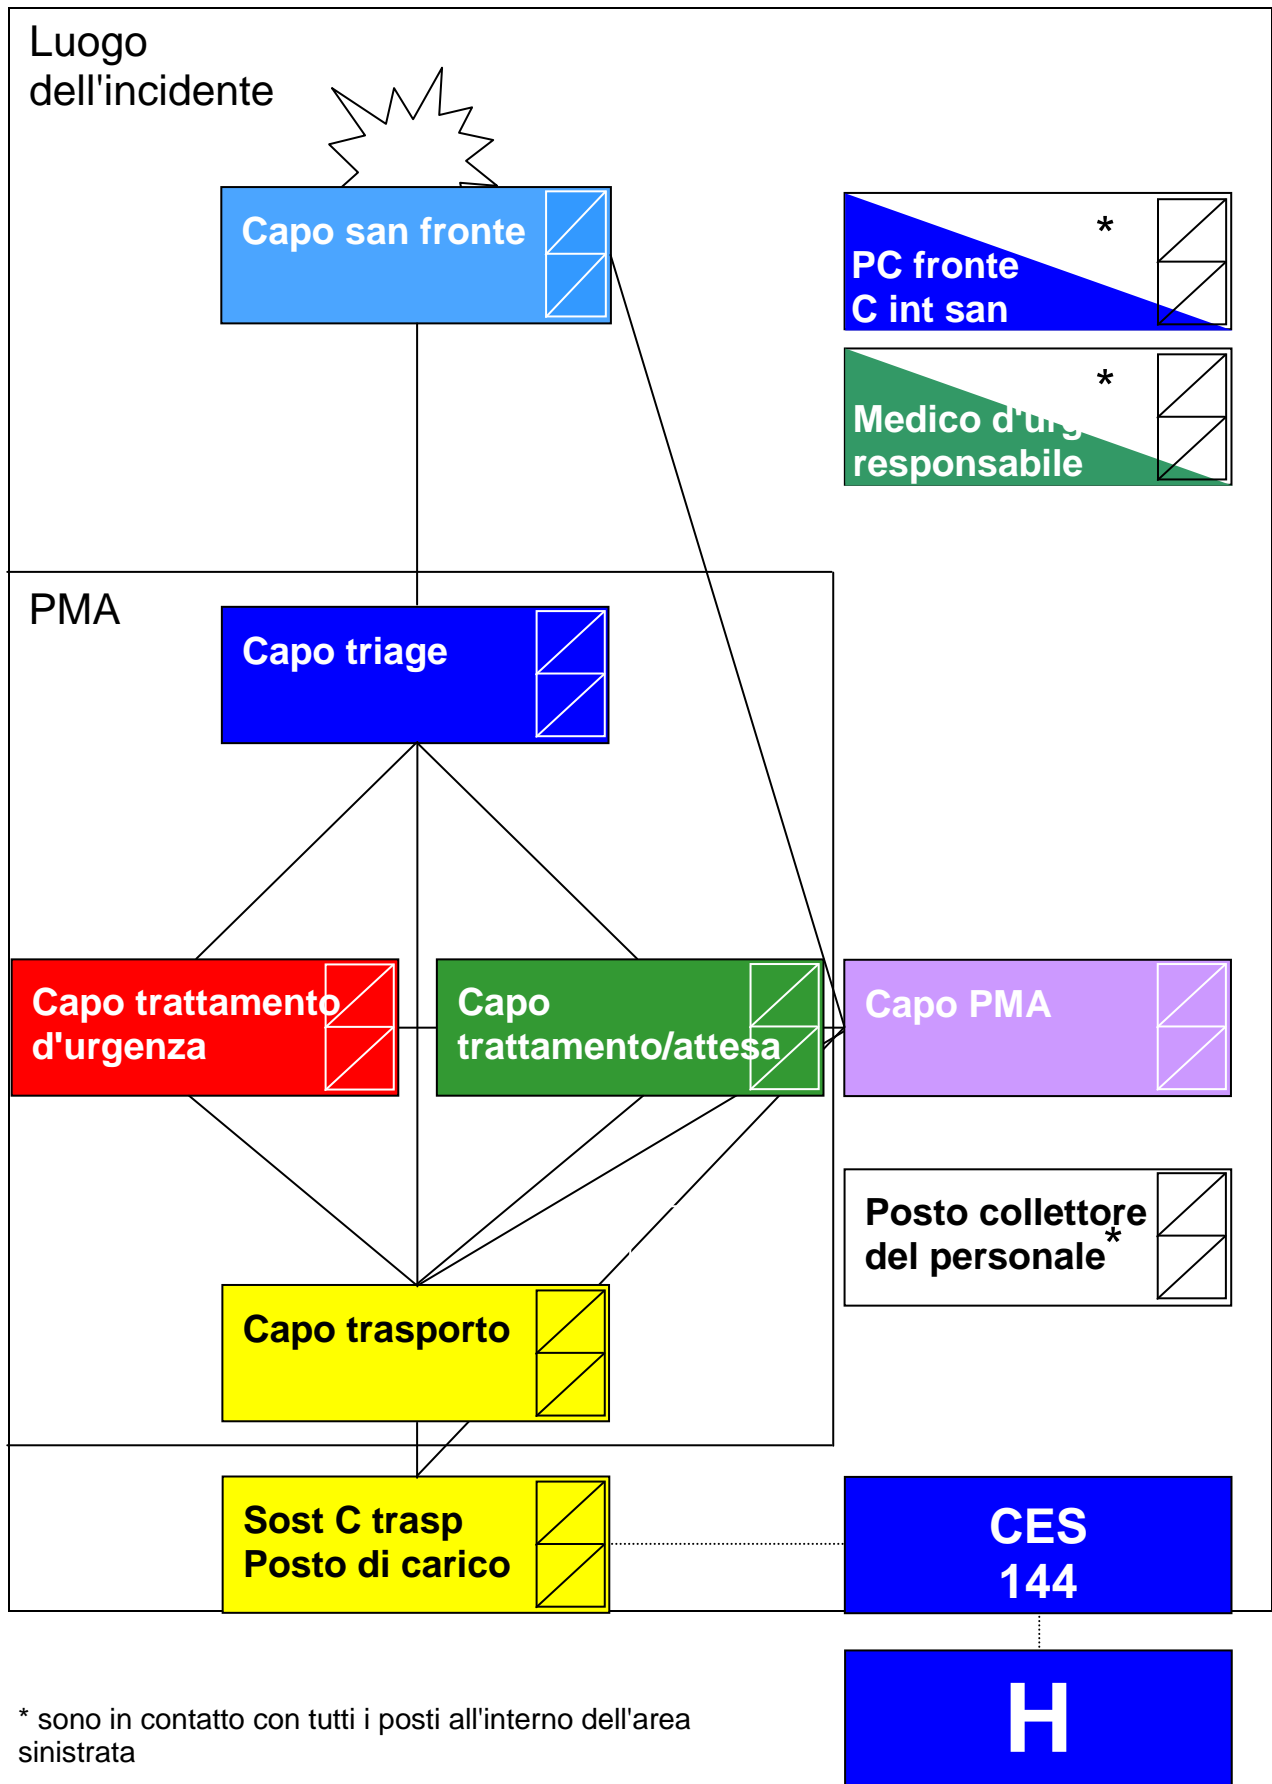 Luogo
dell'incidente
Capo san fronte
*
PC fronte
C int san
*
Medico d'urg
responsabile
PMA
Capo triage
Capo trattamento
d'urgenza
Capo
trattamento/attesa
Capo PMA
Posto collettore
del personale*
Capo trasporto
Sost C trasp
Posto di carico
CES
144
H
* sono in contatto con tutti i posti all'interno dell'area
sinistrata